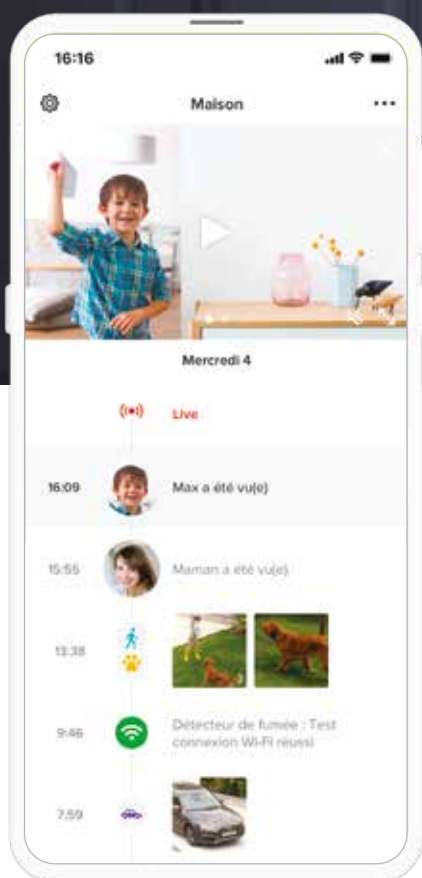 16:16
Maison
Mercredi 4
Live
16:09 Max a été vu(e)
15:55 Maman a été vu(e)
13:38
9:46 Détecteur de fumée : Test
connexion Wi-Fi réussi
7:59